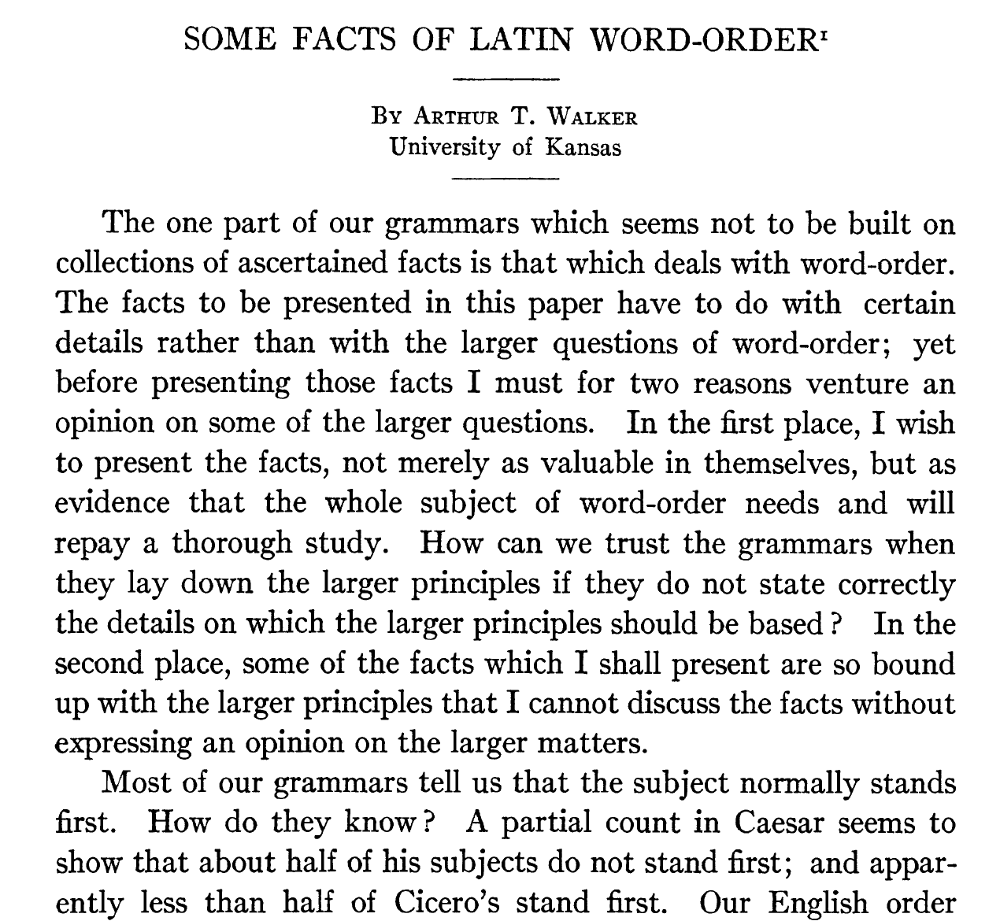 SOME FACTS OF LATIN WORD-ORDER¹
By Arthur T. Walker
University of Kansas
The one part of our grammars which seems not to be built on
collections of ascertained facts is that which deals with word-order.
The facts to be presented in this paper have to do with certain
details rather than with the larger questions of word-order; yet
before presenting those facts I must for two reasons venture an
opinion on some of the larger questions. In the first place, I wish
to present the facts, not merely as valuable in themselves, but as
evidence that the whole subject of word-order needs and will
repay a thorough study. How can we trust the grammars when
they lay down the larger principles if they do not state correctly
the details on which the larger principles should be based? In the
second place, some of the facts which I shall present are so bound
up with the larger principles that I cannot discuss the facts without
expressing an opinion on the larger matters.
Most of our grammars tell us that the subject normally stands
first. How do they know? A partial count in Caesar seems to
show that about half of his subjects do not stand first; and appar-
ently less than half of Cicero's stand first. Our English order